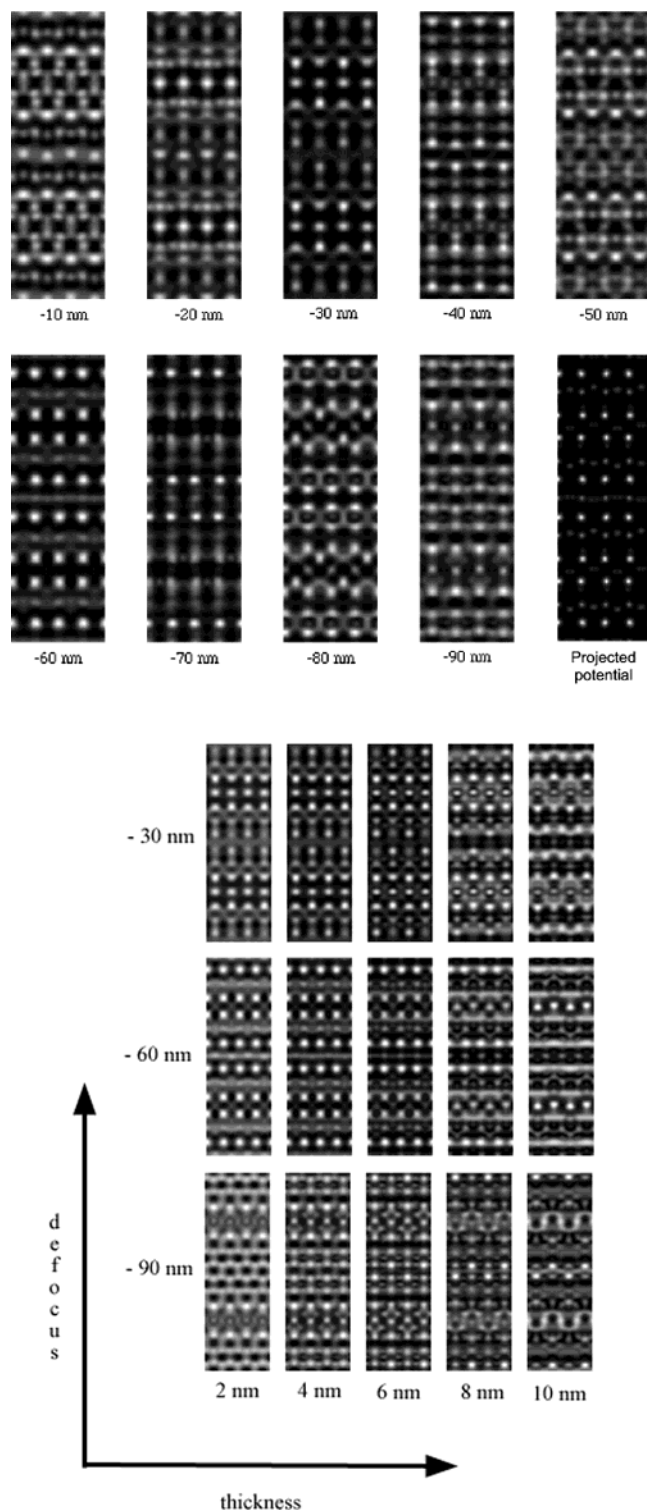 -10 nm -20 nm -30 nm -40 nm -50 nm
-60 nm -70 nm -80 nm -90 nm Projected
potential
- 30 nm
- 60 nm
- 90 nm
defocus
2 nm 4 nm 6 nm 8 nm 10 nm
thickness